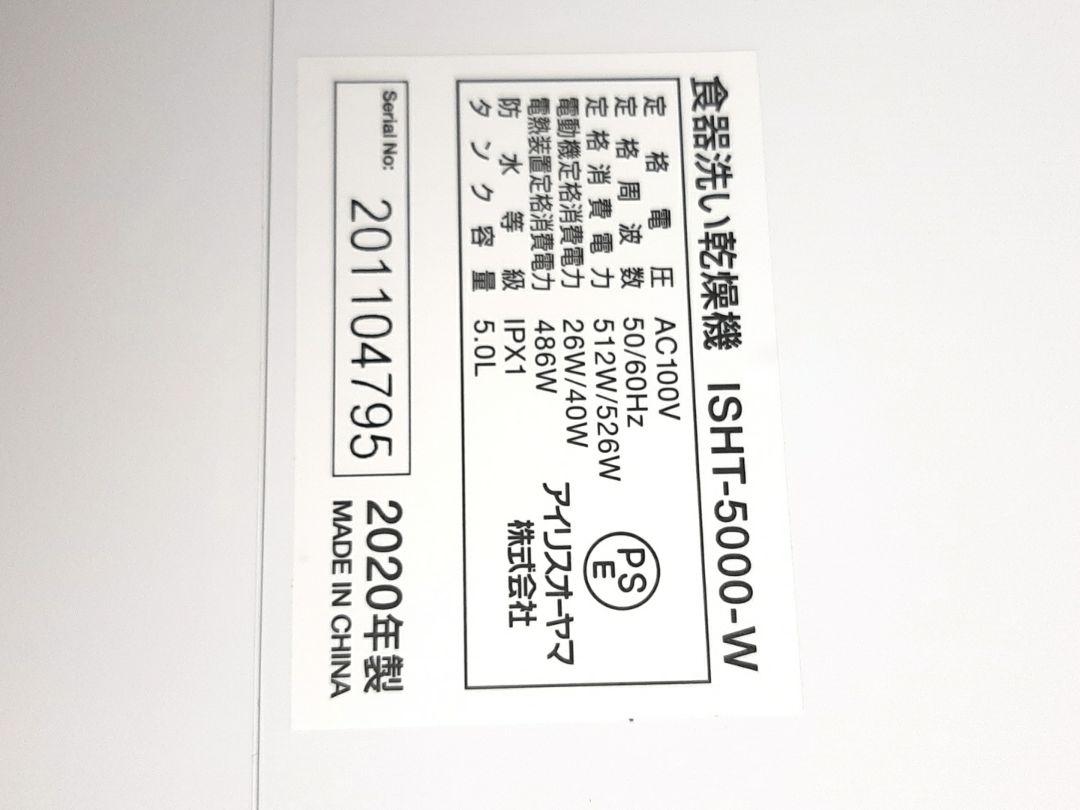 食器洗い乾燥機 ISHT-5000-W
定格電圧 AC100V
定格周波数 50/60Hz
定格消費電力 512W/526W
電動機定格消費電力 26W/40W
電熱装置定格消費電力 486W
防水等級 IPX1
タンク容量 5.0L
PS
E
アイリスオーヤマ
株式会社
Serial No: 201104795
2020年製
MADE IN CHINA